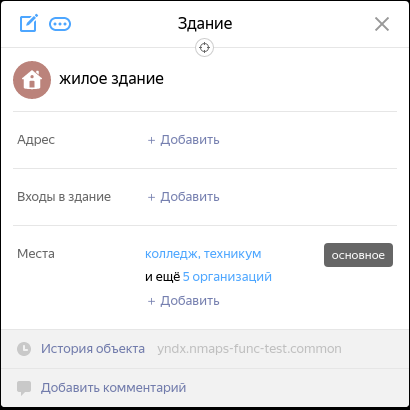 Здание
жилое здание
Адрес
+ Добавить
Входы в здание
+ Добавить
Места
колледж, техникум
основное
и ещё 5 организаций
+ Добавить
История объекта yndx.nmaps-func-test.common
Добавить комментарий